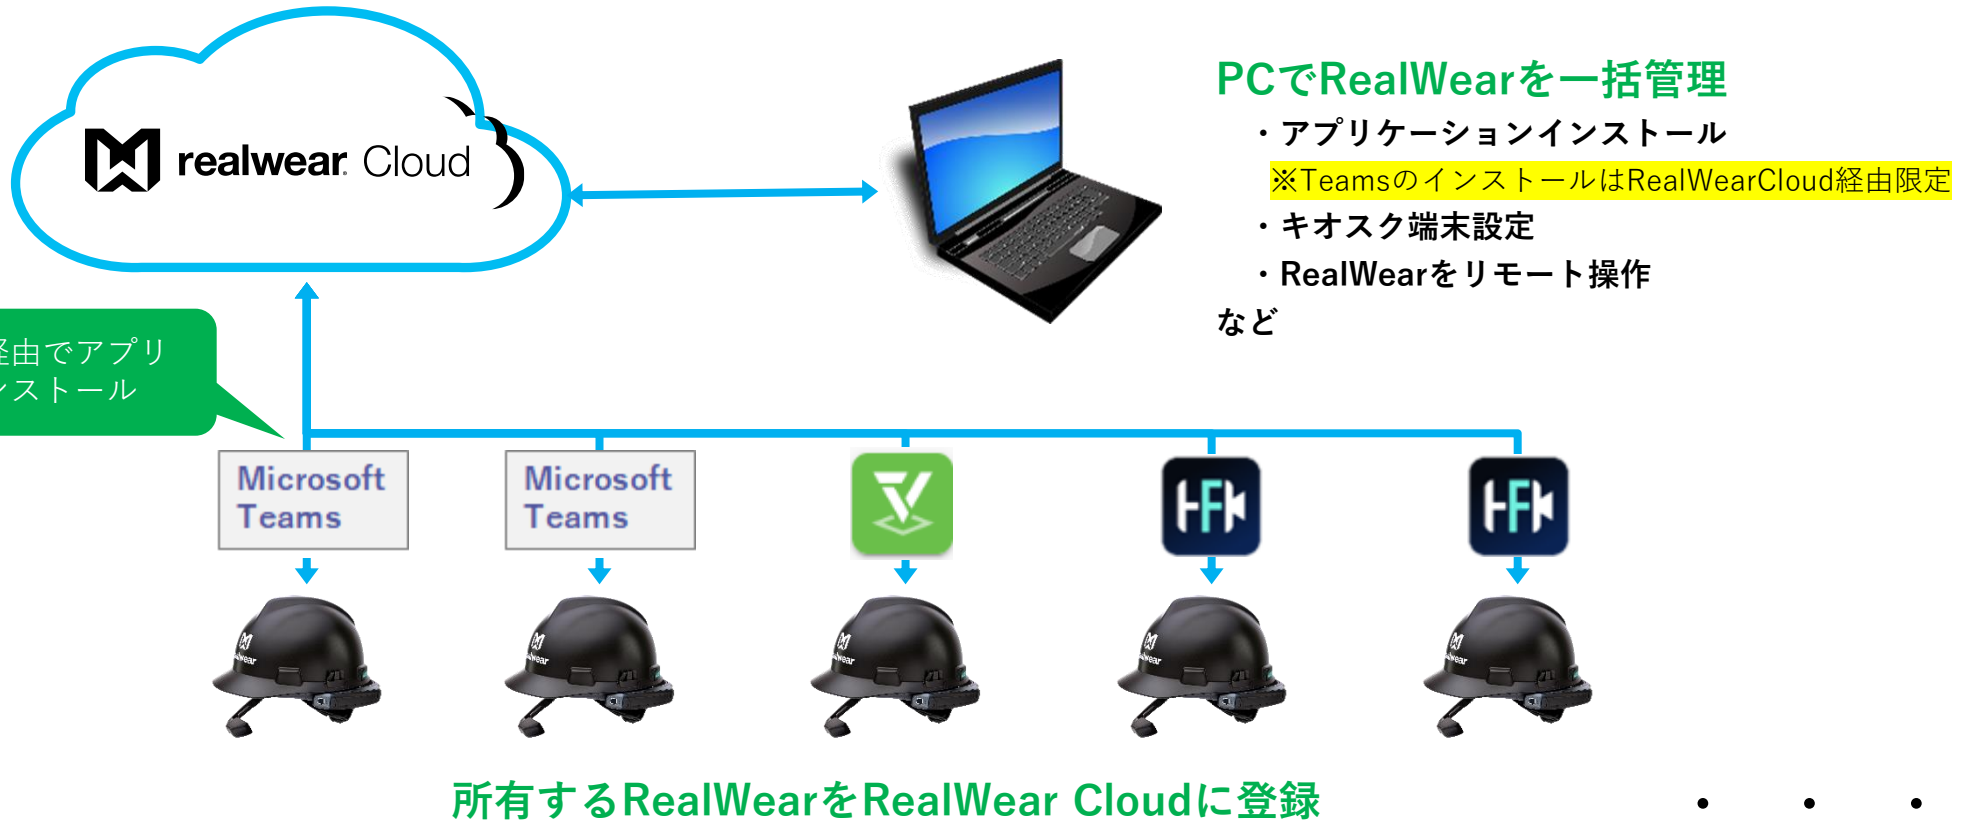 realwear Cloud
PCでRealWearを一括管理
・アプリケーションインストール
※TeamsのインストールはRealWearCloud経由限定
・キオスク端末設定
・RealWearをリモート操作
など
経由でアプリ
ンストール
Microsoft
Teams
Microsoft
Teams
所有するRealWearをRealWear Cloudに登録
・ ・ ・